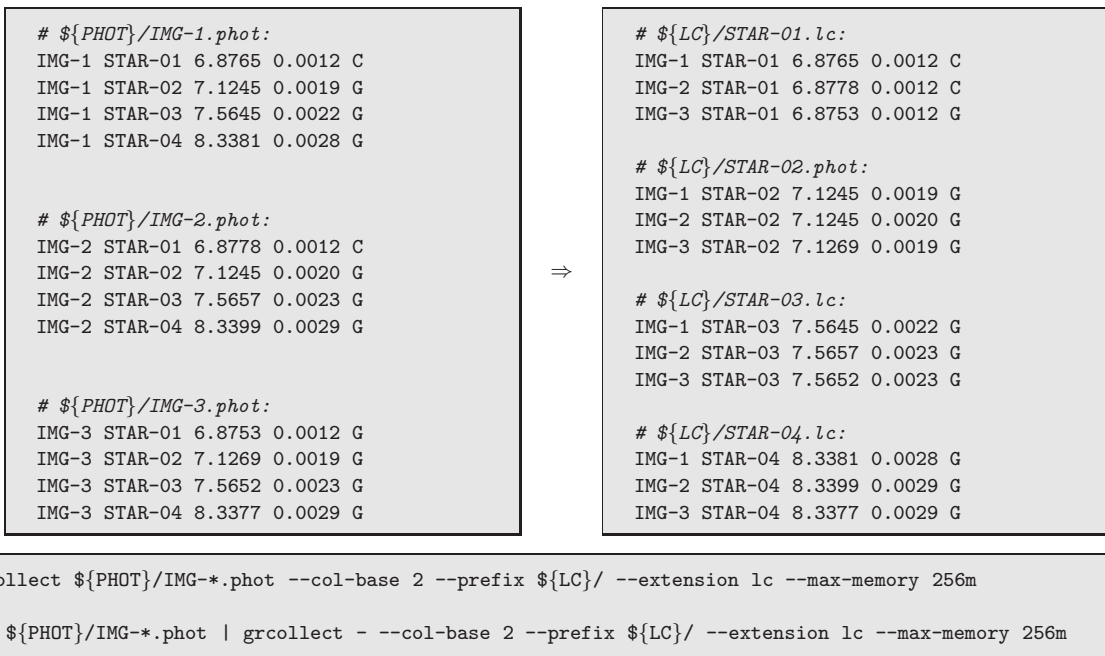 # ${PHOT}/IMG-1.phot:
IMG-1 STAR-01 6.8765 0.0012 C
IMG-1 STAR-02 7.1245 0.0019 G
IMG-1 STAR-03 7.5645 0.0022 G
IMG-1 STAR-04 8.3381 0.0028 G
# ${PHOT}/IMG-2.phot:
IMG-2 STAR-01 6.8778 0.0012 C
IMG-2 STAR-02 7.1245 0.0020 G
IMG-2 STAR-03 7.5657 0.0023 G
IMG-2 STAR-04 8.3399 0.0029 G
# ${PHOT}/IMG-3.phot:
IMG-3 STAR-01 6.8753 0.0012 G
IMG-3 STAR-02 7.1269 0.0019 G
IMG-3 STAR-03 7.5652 0.0023 G
IMG-3 STAR-04 8.3377 0.0029 G
⇒
# ${LC}/STAR-01.lc:
IMG-1 STAR-01 6.8765 0.0012 C
IMG-2 STAR-01 6.8778 0.0012 C
IMG-3 STAR-01 6.8753 0.0012 G
# ${LC}/STAR-02.phot:
IMG-1 STAR-02 7.1245 0.0019 G
IMG-2 STAR-02 7.1245 0.0020 G
IMG-3 STAR-02 7.1269 0.0019 G
# ${LC}/STAR-03.lc:
IMG-1 STAR-03 7.5645 0.0022 G
IMG-2 STAR-03 7.5657 0.0023 G
IMG-3 STAR-03 7.5652 0.0023 G
# ${LC}/STAR-04.lc:
IMG-1 STAR-04 8.3381 0.0028 G
IMG-2 STAR-04 8.3399 0.0029 G
IMG-3 STAR-04 8.3377 0.0029 G
ollect ${PHOT}/IMG-*.phot --col-base 2 --prefix ${LC}/ --extension lc --max-memory 256m
${PHOT}/IMG-*.phot | grcollect - --col-base 2 --prefix ${LC}/ --extension lc --max-memory 256m